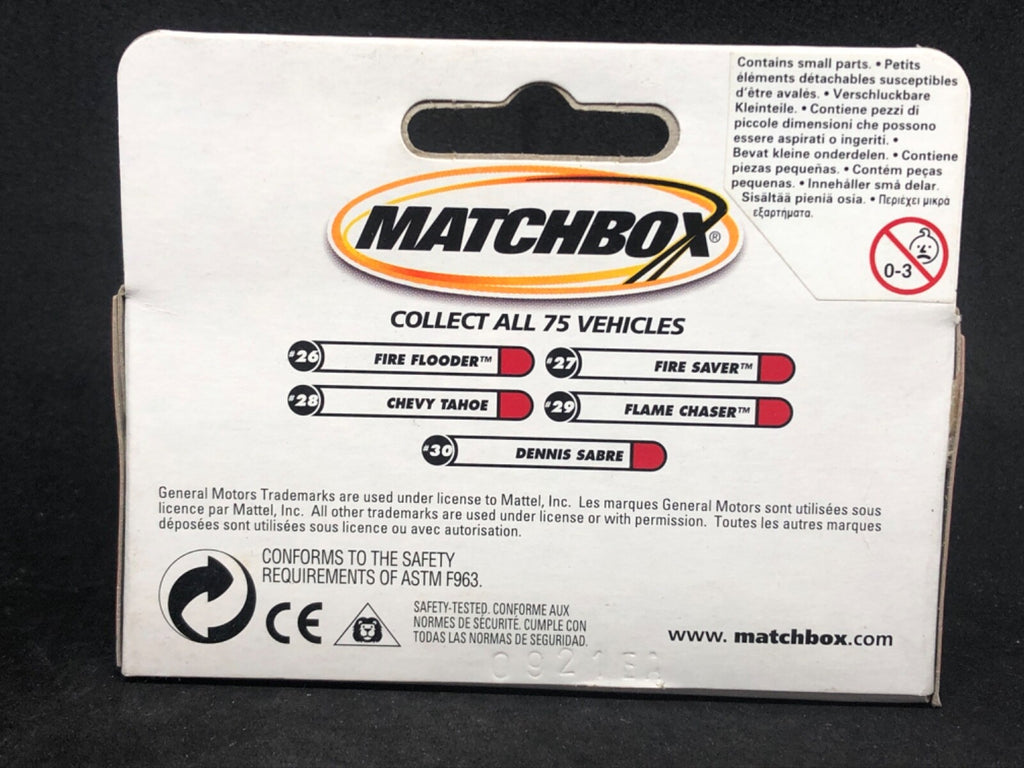 Contains small parts. • Petits
éléments détachables susceptibles
d'être avalés. • Verschluckbare
Kleinteile. • Contiene pezzi di
piccole dimensioni che possono
essere aspirati o ingeriti. •
Bevat kleine onderdelen. • Contiene
piezas pequeñas. • Contém peças
pequenas. • Innehåller små delar.
Sisältää pieniä osia. • Περιέχει μικρά
εξαρτήματα.
0-3
MATCHBOX®
COLLECT ALL 75 VEHICLES
#26 FIRE FLOODER™
#27 FIRE SAVER™
#28 CHEVY TAHOE
#29 FLAME CHASER™
#30 DENNIS SABRE
General Motors Trademarks are used under license to Mattel, Inc. Les marques General Motors sont utilisées sous
licence par Mattel, Inc. All other trademarks are used under license or with permission. Toutes les autres marques
déposées sont utilisées sous licence ou avec autorisation.
CONFORMS TO THE SAFETY
REQUIREMENTS OF ASTM F963.
CE
SAFETY-TESTED. CONFORME AUX
NORMES DE SÉCURITÉ. CUMPLE CON
TODAS LAS NORMAS DE SEGURIDAD.
www. matchbox.com